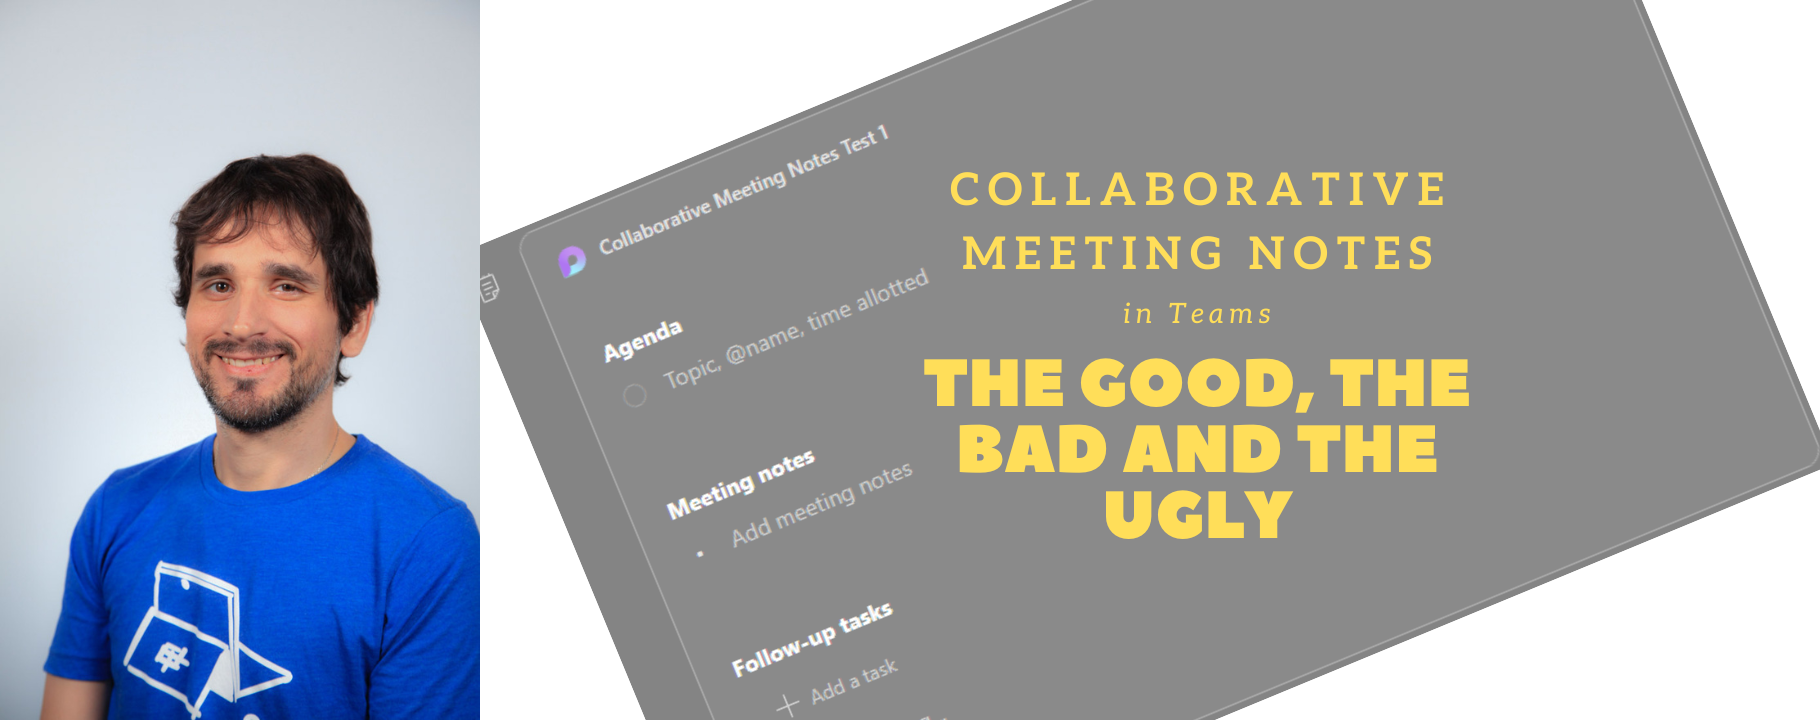 Collaborative Meeting Notes Test 1
Agenda
Topic, @name, time allotted
Meeting notes
Add meeting notes
Follow-up tasks
Add a task
COLLABORATIVE
MEETING NOTES
in Teams
THE GOOD, THE
BAD AND THE
UGLY